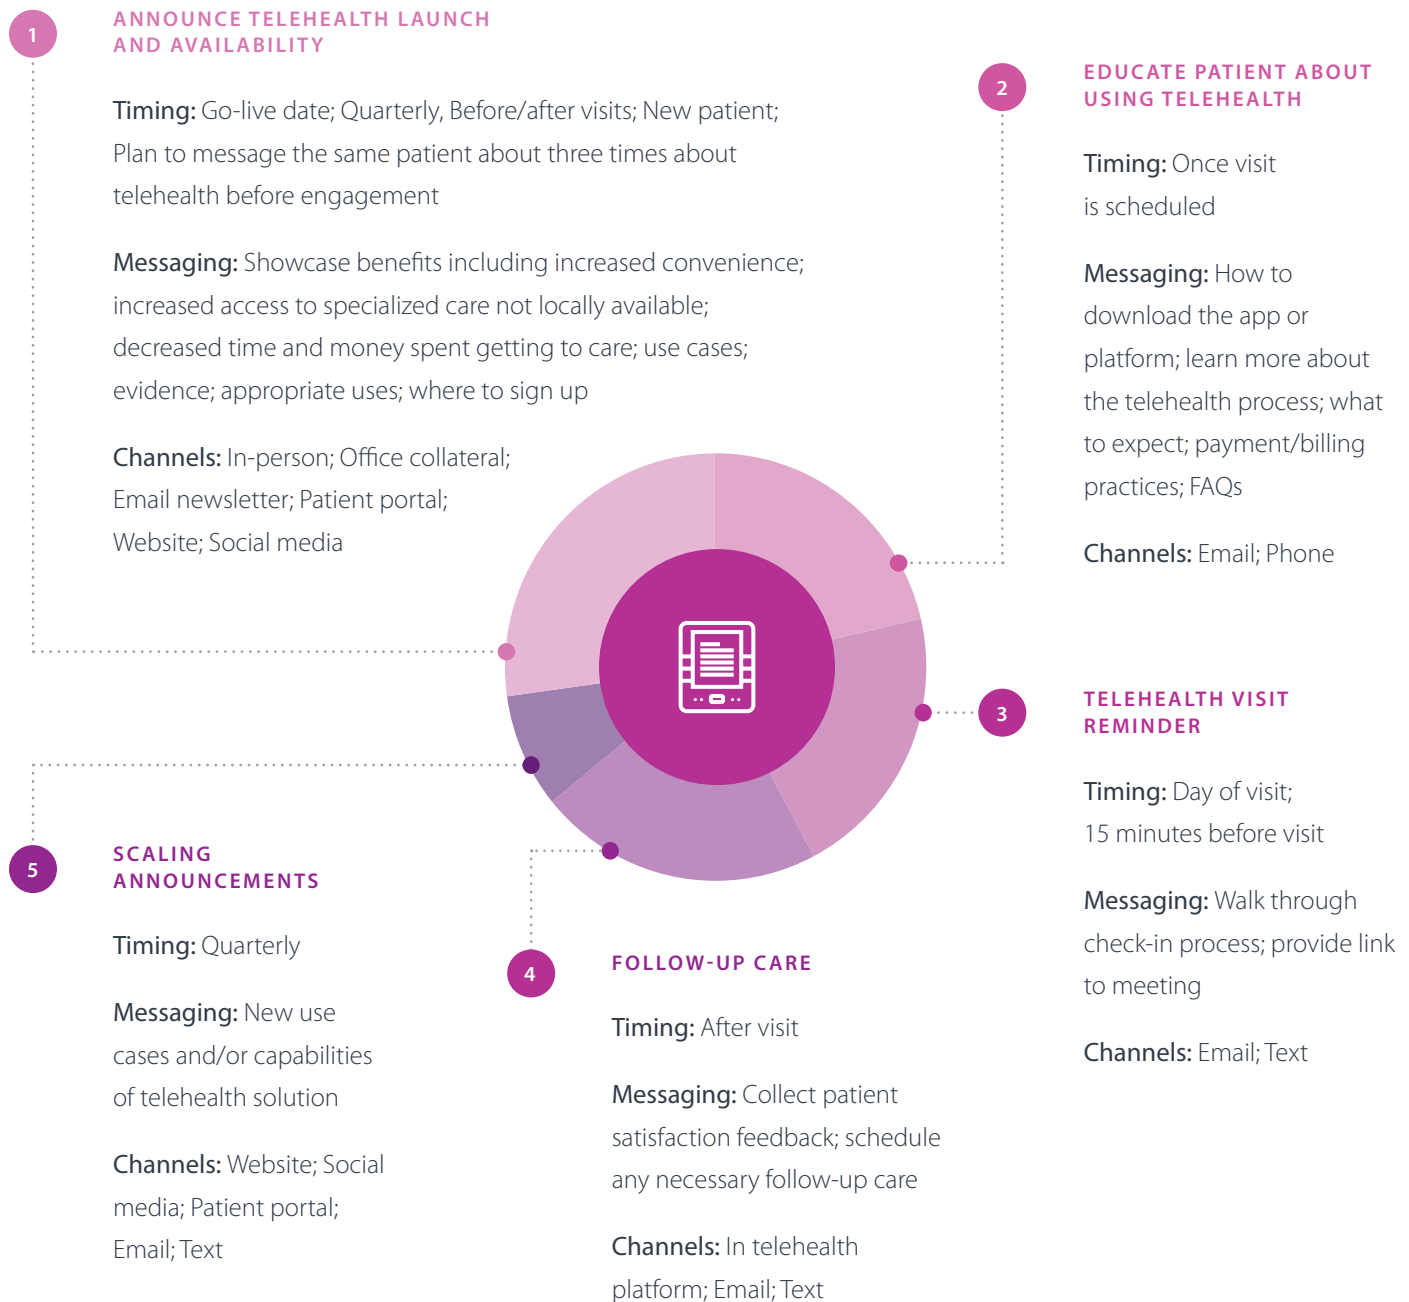 1
ANNOUNCE TELEHEALTH LAUNCH
AND AVAILABILITY
Timing: Go-live date; Quarterly, Before/after visits; New patient;
Plan to message the same patient about three times about
telehealth before engagement
Messaging: Showcase benefits including increased convenience;
increased access to specialized care not locally available;
decreased time and money spent getting to care; use cases;
evidence; appropriate uses; where to sign up
Channels: In-person; Office collateral;
Email newsletter; Patient portal;
Website; Social media
2
EDUCATE PATIENT ABOUT
USING TELEHEALTH
Timing: Once visit
is scheduled
Messaging: How to
download the app or
platform; learn more about
the telehealth process; what
to expect; payment/billing
practices; FAQs
Channels: Email; Phone
3
TELEHEALTH VISIT
REMINDER
Timing: Day of visit;
15 minutes before visit
Messaging: Walk through
check-in process; provide link
to meeting
Channels: Email; Text
4
FOLLOW-UP CARE
Timing: After visit
Messaging: Collect patient
satisfaction feedback; schedule
any necessary follow-up care
Channels: In telehealth
platform; Email; Text
5
SCALING
ANNOUNCEMENTS
Timing: Quarterly
Messaging: New use
cases and/or capabilities
of telehealth solution
Channels: Website; Social
media; Patient portal;
Email; Text